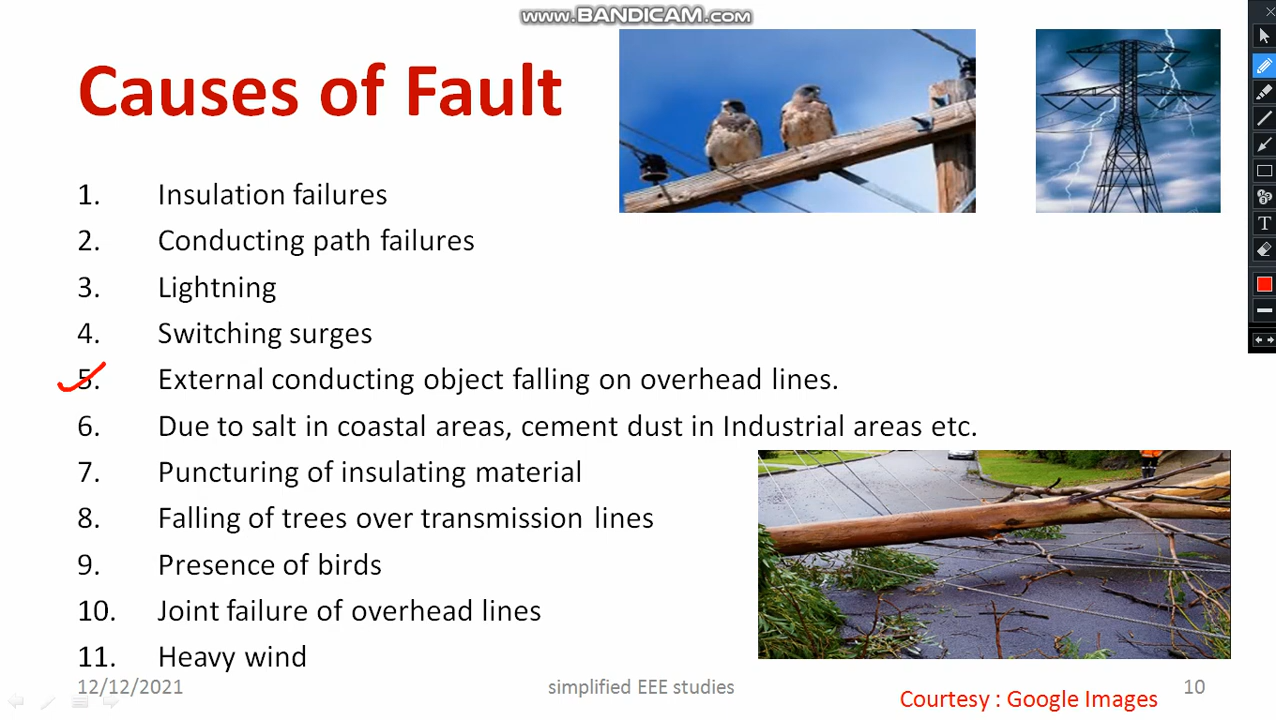 www.BANDICAM.com
Causes of Fault
1. Insulation failures
2. Conducting path failures
3. Lightning
4. Switching surges
5. External conducting object falling on overhead lines.
6. Due to salt in coastal areas, cement dust in Industrial areas etc.
7. Puncturing of insulating material
8. Falling of trees over transmission lines
9. Presence of birds
10. Joint failure of overhead lines
11. Heavy wind
12/12/2021 simplified EEE studies 10
Courtesy : Google Images